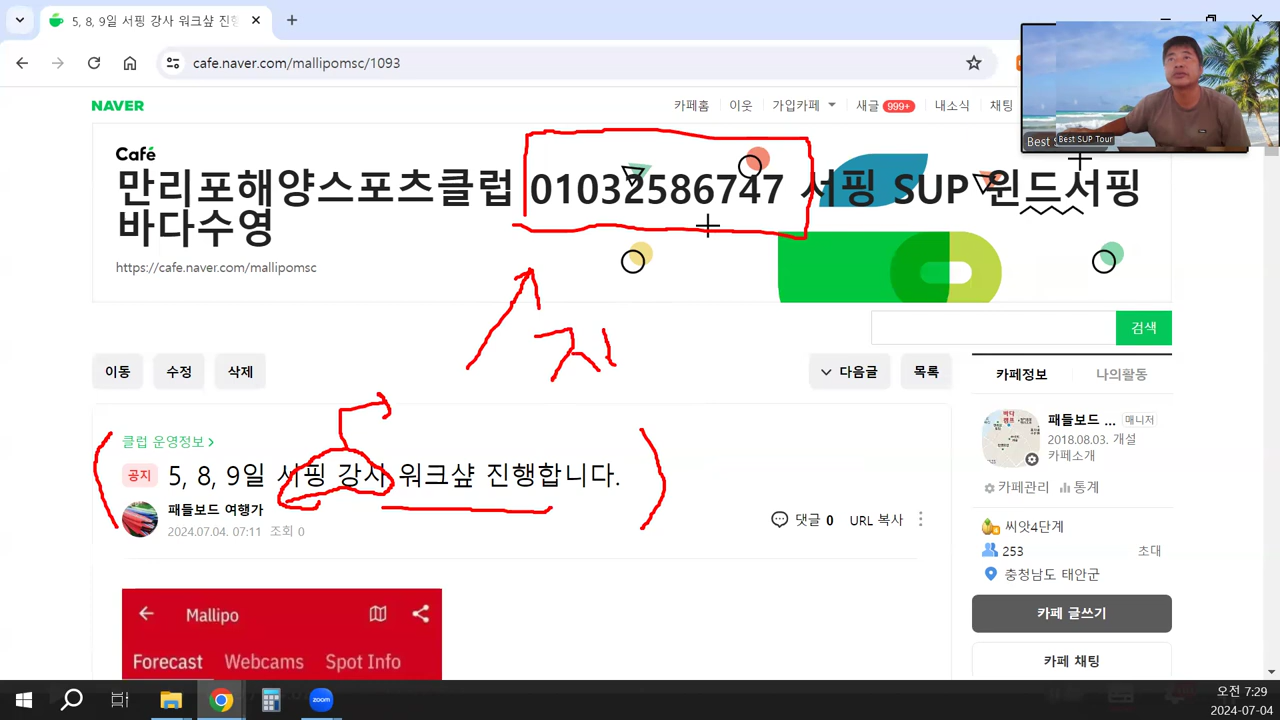 5, 8, 9일 서핑 강사 워크샾 진행
cafe.naver.com/mallipomsc/1093
NAVER
카페홈 이웃 가입카페 새글 999+ 내소식 채팅
Best SUP Tour
Café
만리포해양스포츠클럽 01032586747 서핑 SUP 윈드서핑
바다수영
https://cafe.naver.com/mallipomsc
검색
이동 수정 삭제
다음글 목록
카페정보 나의활동
지
클럽 운영정보
공지 5, 8, 9일 서핑 강사 워크샾 진행합니다.
패들보드 여행가
2024.07.04. 07:11 조회 0
댓글 0 URL 복사
패들보드 ... 매니저
2018.08.03. 개설
카페소개
카페관리 통계
씨앗4단계
253 초대
충청남도 태안군
카페 글쓰기
카페 채팅
Mallipo
Forecast Webcams Spot Info
zoom
오전 7:29
2024-07-04